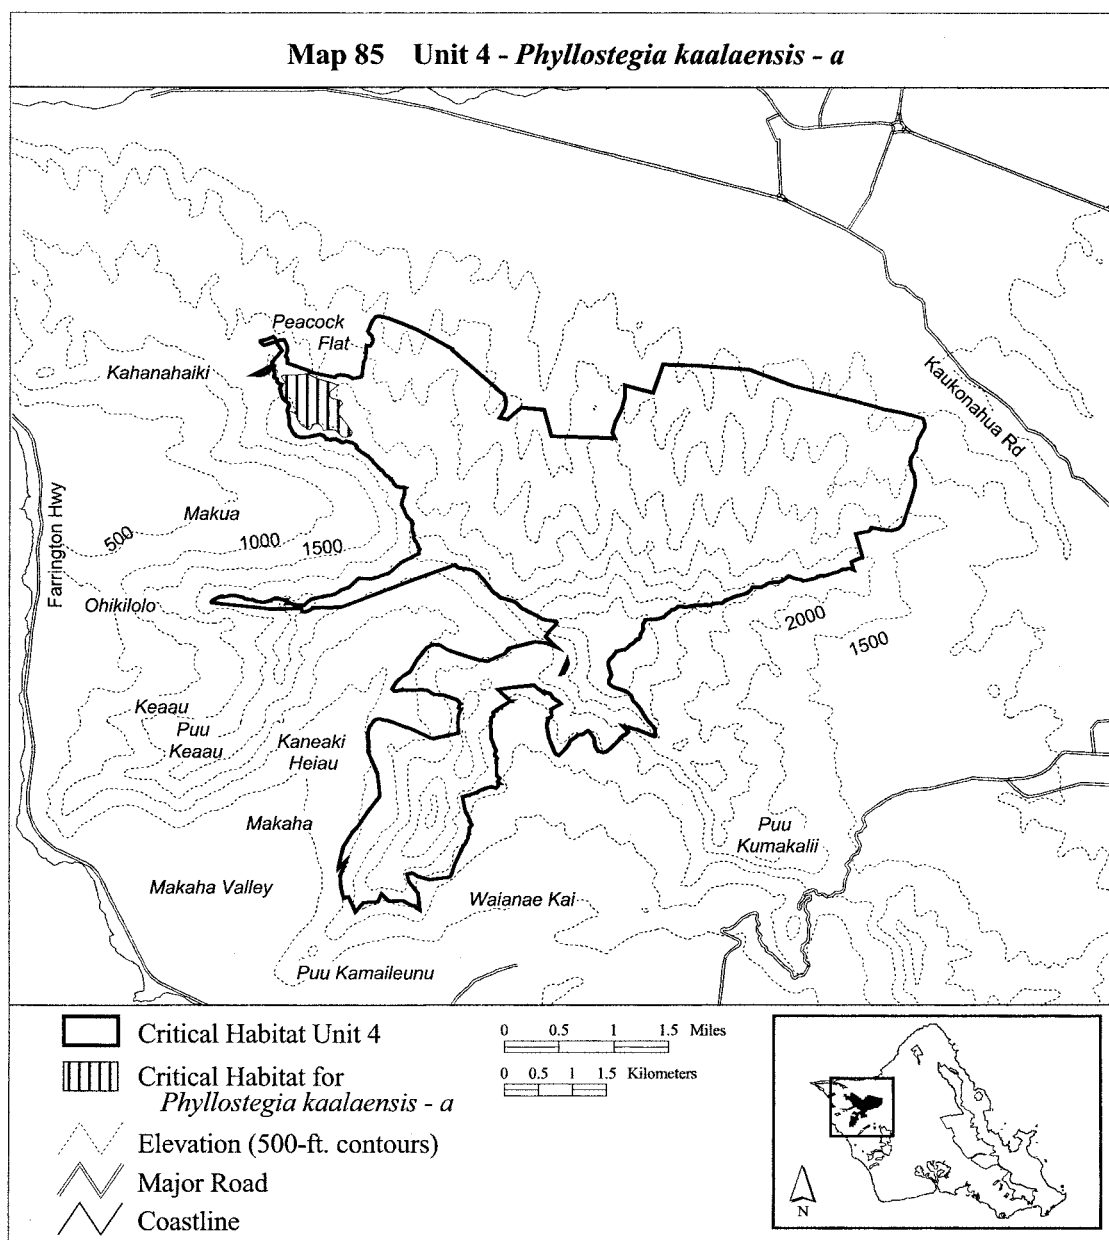 Map 85 Unit 4 - Phyllostegia kaalaensis - a
Peacock
Flat
Kahanahaiki
Kaukonahua Rd
Farrington Hwy
Makua
500
1000
1500
Ohikilolo
2000
1500
Keaau
Puu
Keaau
Kaneaki
Heiau
Makaha
Puu
Kumakalii
Makaha Valley
Waianae Kai
Puu Kamaileunu
Critical Habitat Unit 4
Critical Habitat for
Phyllostegia kaalaensis - a
Elevation (500-ft. contours)
Major Road
Coastline
0 0.5 1 1.5 Miles
0 0.5 1 1.5 Kilometers
N